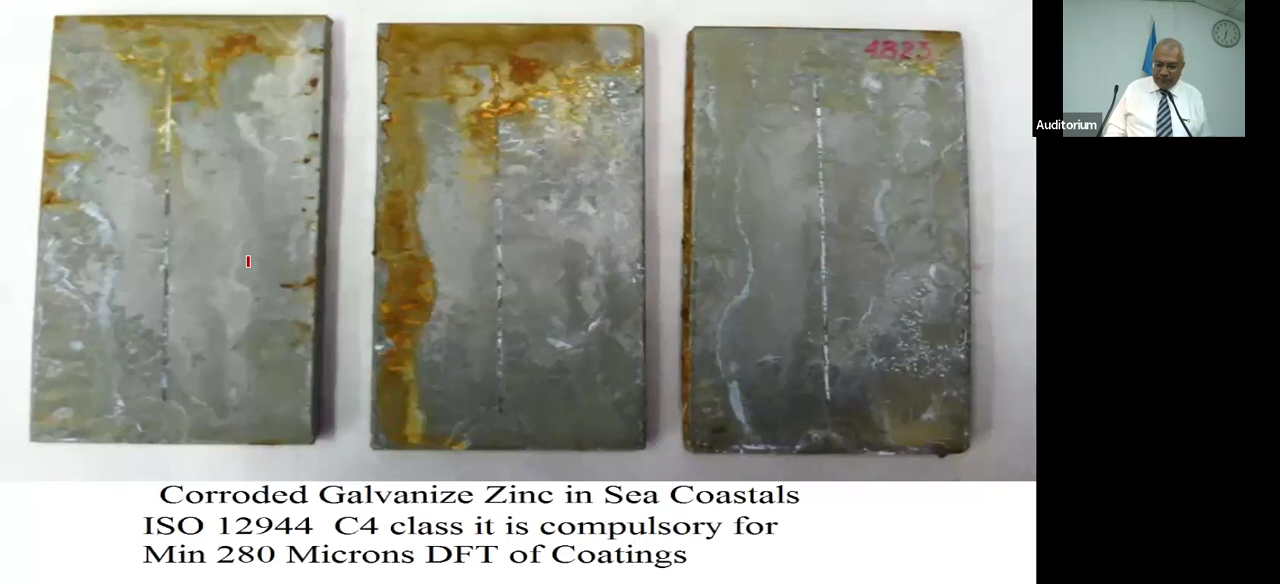 4823
Auditorium
Corroded Galvanize Zinc in Sea Coastals
ISO 12944 C4 class it is compulsory for
Min 280 Microns DFT of Coatings